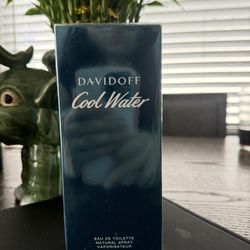 DAVIDOFF
Cool Water
EAU DE TOILETTE
NATURAL SPRAY
VAPORISATEUR